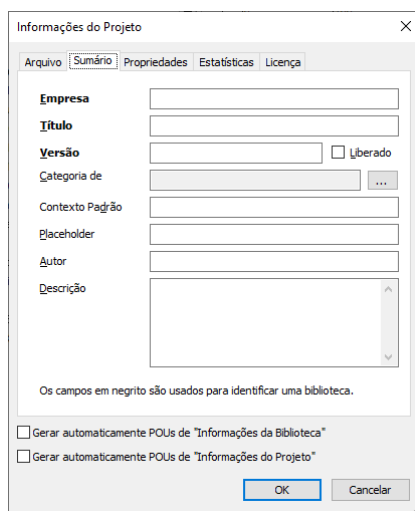 Informações do Projeto
Arquivo Sumário Propriedades Estatísticas Licença
Empresa
Título
Versão Liberado
Categoria de ...
Contexto Padrão
Placeholder
Autor
Descrição
Os campos em negrito são usados para identificar uma biblioteca.
Gerar automaticamente POUs de "Informações da Biblioteca"
Gerar automaticamente POUs de "Informações do Projeto"
OK Cancelar